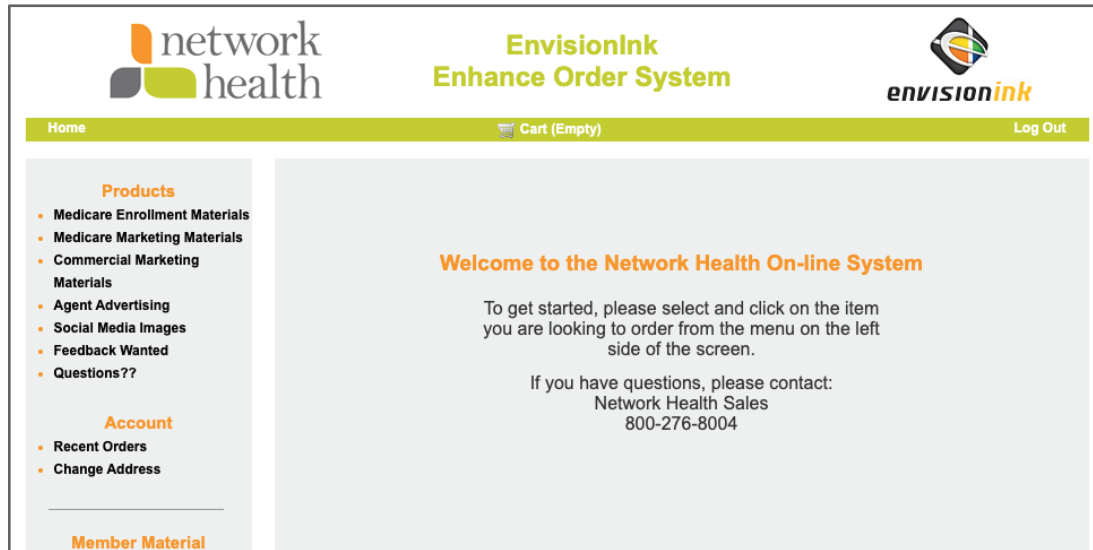 network
health
EnvisionInk
Enhance Order System
envisionink
Home
Cart (Empty)
Log Out
Products
Medicare Enrollment Materials
Medicare Marketing Materials
Commercial Marketing
Materials
Agent Advertising
Social Media Images
Feedback Wanted
Questions??
Account
Recent Orders
Change Address
Member Material
Welcome to the Network Health On-line System
To get started, please select and click on the item
you are looking to order from the menu on the left
side of the screen.
If you have questions, please contact:
Network Health Sales
800-276-8004